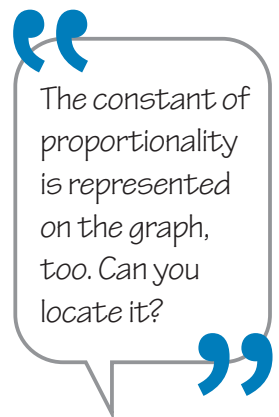 The constant of
proportionality
is represented
on the graph,
too. Can you
locate it?